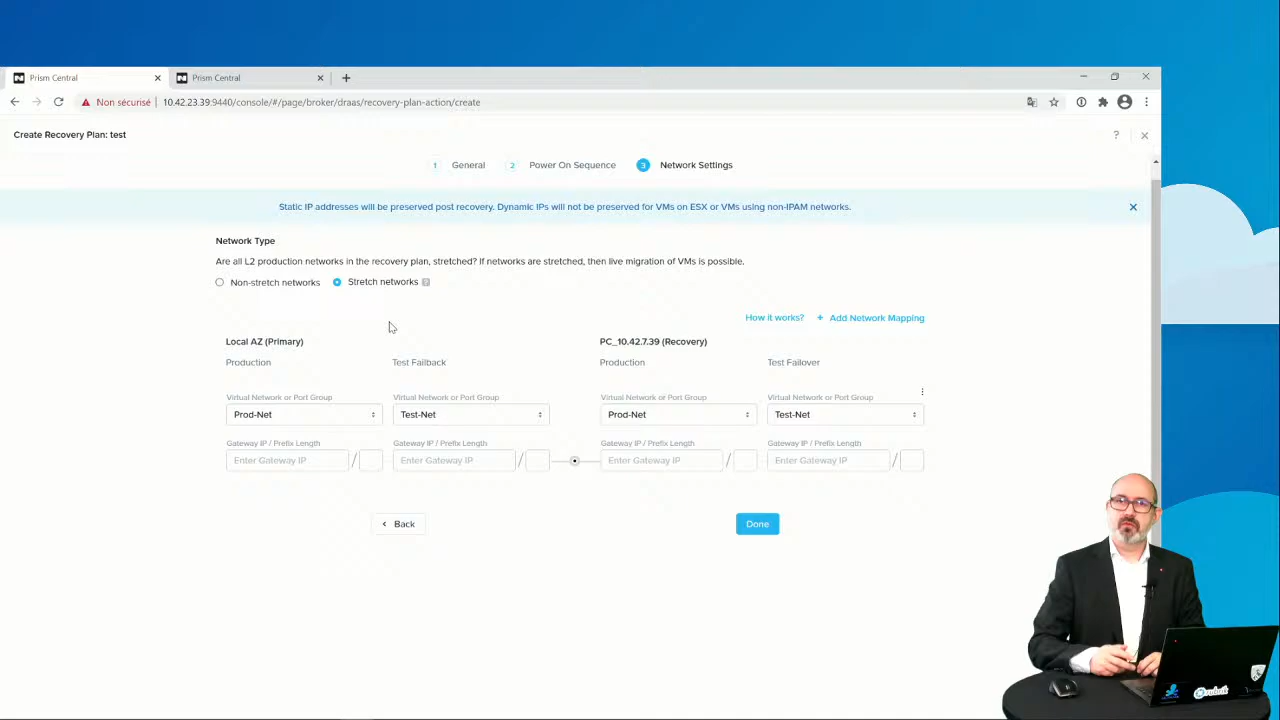 Prism Central
Prism Central
Non sécurisé
10.42.23.39:9440/console/#/page/broker/draas/recovery-plan-action/create
Create Recovery Plan: test
?
1 General
2 Power On Sequence
3 Network Settings
Static IP addresses will be preserved post recovery. Dynamic IPs will not be preserved for VMs on ESX or VMs using non-IPAM networks.
Network Type
Are all L2 production networks in the recovery plan, stretched? If networks are stretched, then live migration of VMs is possible.
Non-stretch networks
Stretch networks ?
How it works?
+ Add Network Mapping
Local AZ (Primary)
PC_10.42.7.39 (Recovery)
Production
Test Failback
Production
Test Failover
Virtual Network or Port Group
Virtual Network or Port Group
Virtual Network or Port Group
Virtual Network or Port Group
Prod-Net
Test-Net
Prod-Net
Test-Net
Gateway IP / Prefix Length
Gateway IP / Prefix Length
Gateway IP / Prefix Length
Gateway IP / Prefix Length
Enter Gateway IP /
Enter Gateway IP /
Enter Gateway IP /
Enter Gateway IP /
Back
Done
rubrik